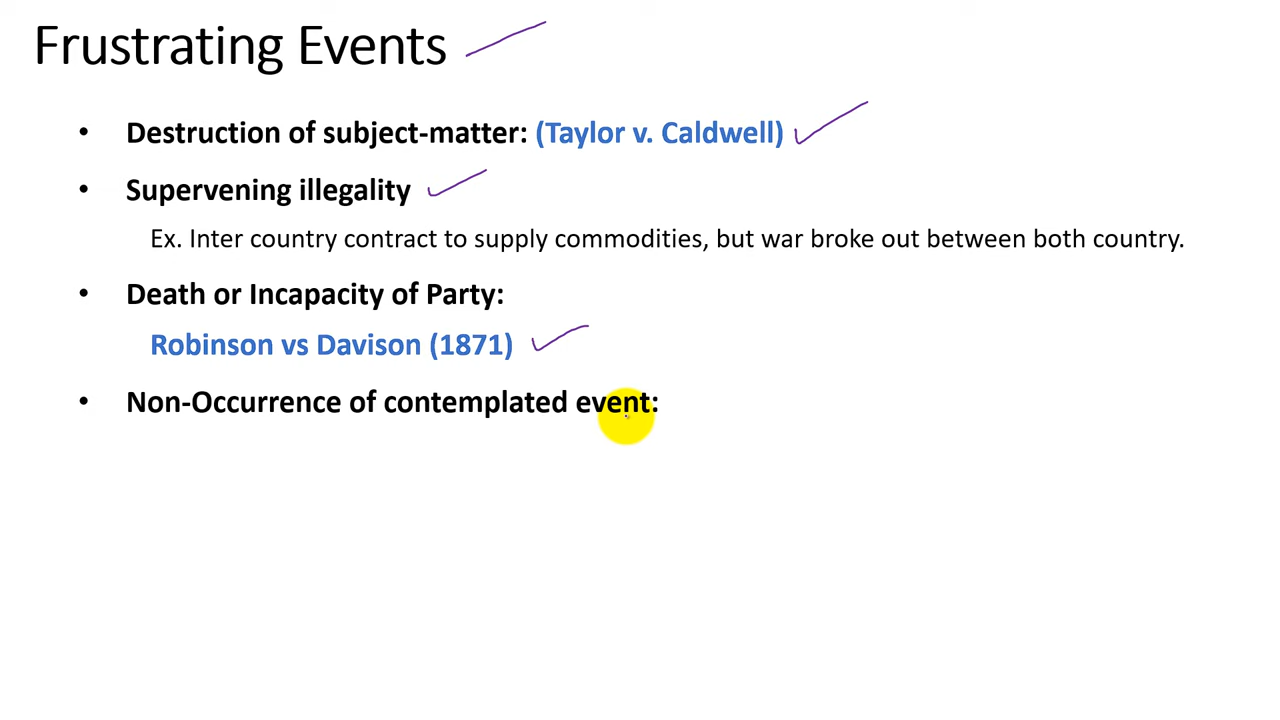 Frustrating Events
• Destruction of subject-matter: (Taylor v. Caldwell)
• Supervening illegality
Ex. Inter country contract to supply commodities, but war broke out between both country.
• Death or Incapacity of Party:
Robinson vs Davison (1871)
• Non-Occurrence of contemplated event: